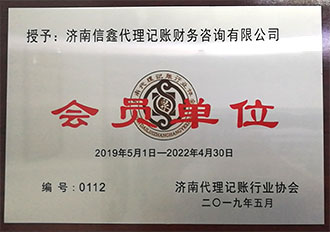 授予：济南信鑫代理记账财务咨询有限公司
会员单位
2019年5月1日—2022年4月30日
编号：0112
济南代理记账行业协会
二〇一九年五月